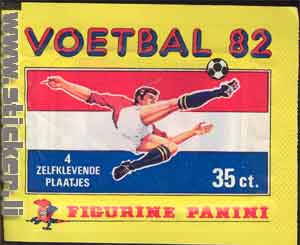 VOETBAL 82
4
ZELFKLEVENDE
PLAATJES
35 ct.
FIGURINE PANINI
www.sticker.li